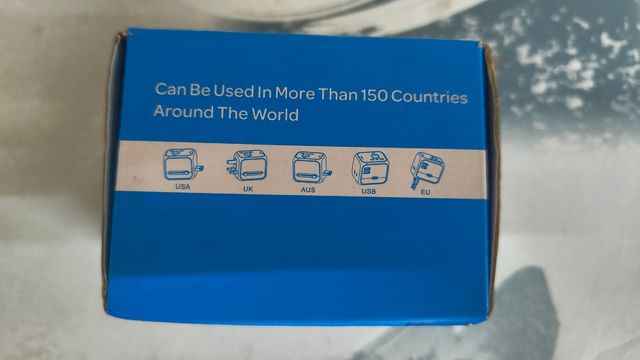 Can Be Used In More Than 150 Countries
Around The World
USA UK AUS USB EU